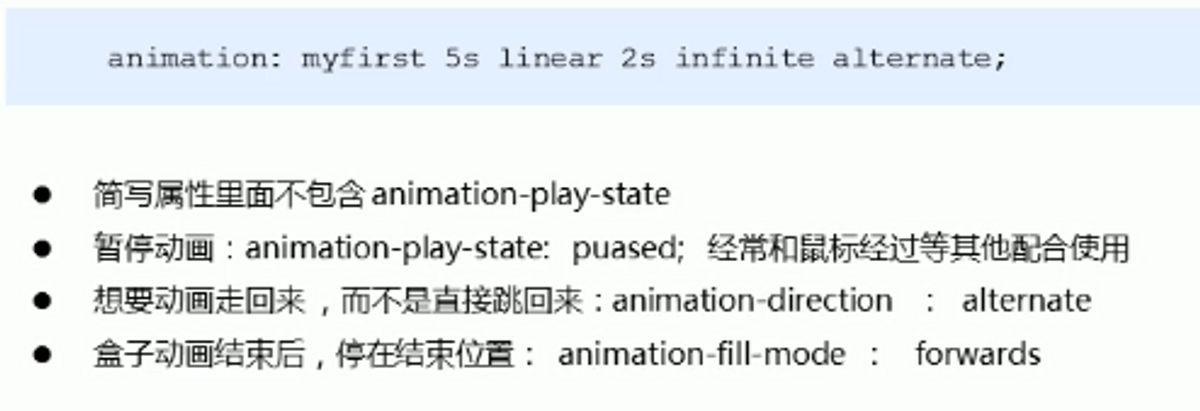 animation: myfirst 5s linear 2s infinite alternate;
● 简写属性里面不包含 animation-play-state
● 暂停动画：animation-play-state: puased; 经常和鼠标经过等其他配合使用
● 想要动画走回来 ，而不是直接跳回来：animation-direction ： alternate
● 盒子动画结束后，停在结束位置： animation-fill-mode ： forwards